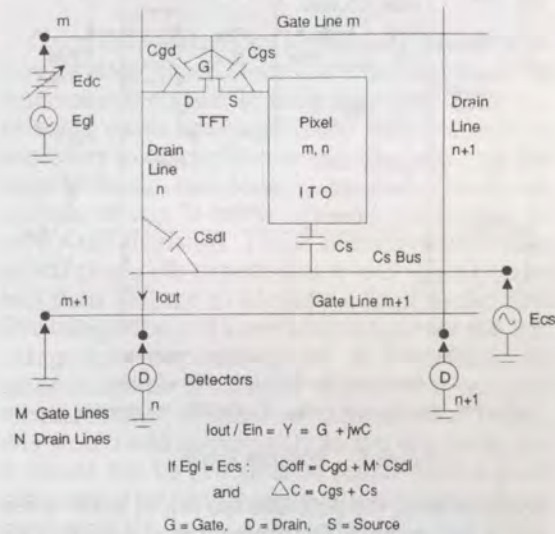 m
Gate Line m
Cgd
Cgs
G
Edc
D
S
TFT
Egl
Drain
Line
n
Pixel
m, n
I T O
Drain
Line
n+1
Csdl
Cs
Cs Bus
Iout
m+1
Gate Line m+1
Ecs
D
Detectors
D
n
n+1
M Gate Lines
N Drain Lines
Iout / Ein = Y = G + jwC
If Egl = Ecs : Coff = Cgd + M· Csdl
and △C = Cgs + Cs
G = Gate, D = Drain, S = Source